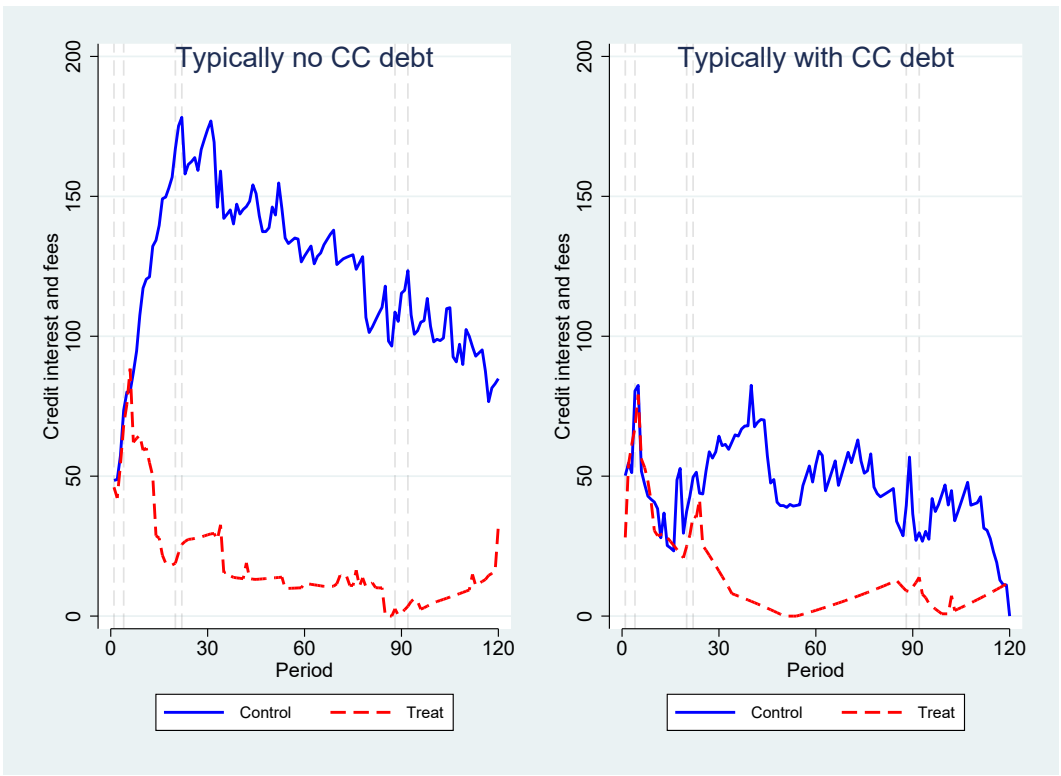 Typically no CC debt
Credit interest and fees
200
150
100
50
0
0 30 60 90 120
Period
Control Treat
Typically with CC debt
Credit interest and fees
200
150
100
50
0
0 30 60 90 120
Period
Control Treat